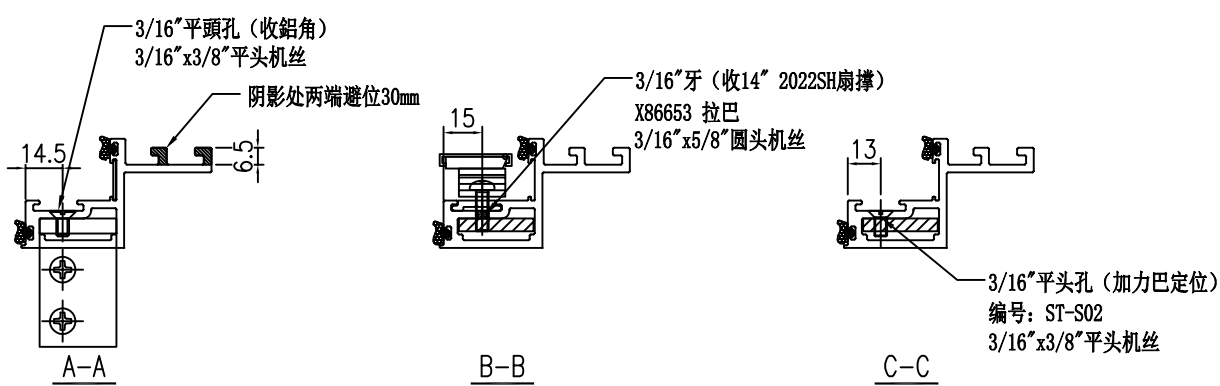 3/16"平頭孔（收鋁角）
3/16"x3/8"平头机丝
阴影处两端避位30mm
14.5
6.5
A-A
3/16"牙（收14" 2022SH扇撑）
X86653 拉巴
3/16"x5/8"圆头机丝
15
B-B
13
3/16"平头孔（加力巴定位）
编号：ST-S02
3/16"x3/8"平头机丝
C-C